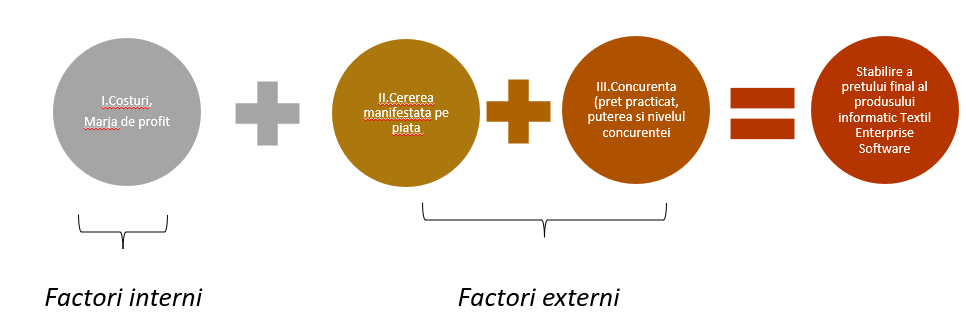 I.Costuri,
Marja de profit
II.Cererea
manifestata pe
piata
III.Concurenta
(pret practicat,
puterea si nivelul
concurentei
Stabilire a
pretului final al
produsului
informatic Textil
Enterprise
Software
Factori interni
Factori externi